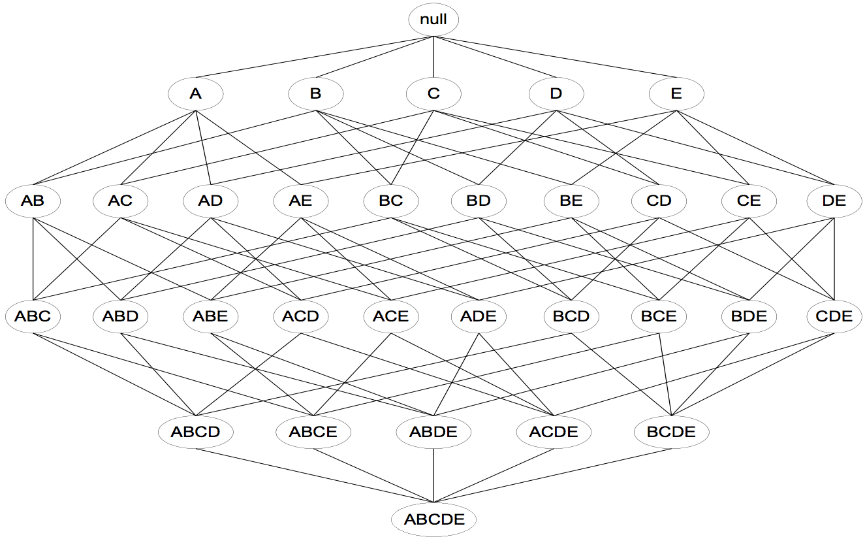 null
A B C D E
AB AC AD AE BC BD BE CD CE DE
ABC ABD ABE ACD ACE ADE BCD BCE BDE CDE
ABCD ABCE ABDE ACDE BCDE
ABCDE